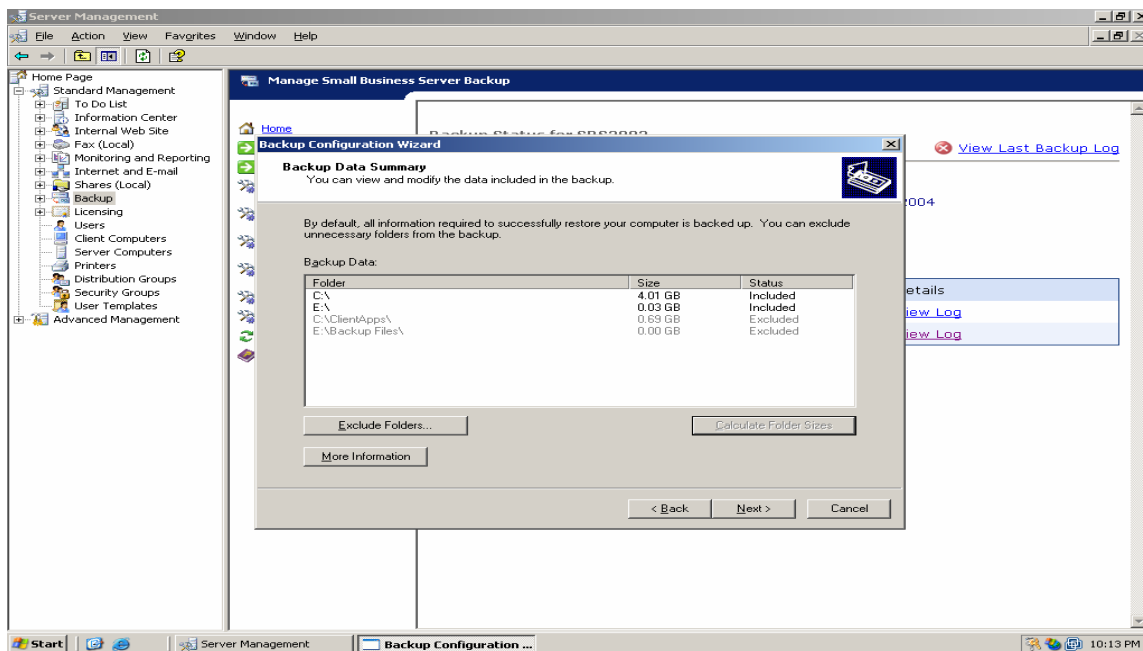 Server Management
File Action View Favorites Window Help
Home Page
Standard Management
To Do List
Information Center
Internal Web Site
Fax (Local)
Monitoring and Reporting
Internet and E-mail
Shares (Local)
Backup
Licensing
Users
Client Computers
Server Computers
Printers
Distribution Groups
Security Groups
User Templates
Advanced Management
Manage Small Business Server Backup
Home
View Last Backup Log
2004
etails
iew Log
iew Log
Backup Configuration Wizard
Backup Data Summary
You can view and modify the data included in the backup.
By default, all information required to successfully restore your computer is backed up. You can exclude
unnecessary folders from the backup.
Backup Data:
Folder Size Status
C:\ 4.01 GB Included
E:\ 0.03 GB Included
C:\ClientApps\ 0.69 GB Excluded
E:\Backup Files\ 0.00 GB Excluded
Exclude Folders... Calculate Folder Sizes
More Information
< Back Next > Cancel
Start Server Management Backup Configuration ... 10:13 PM